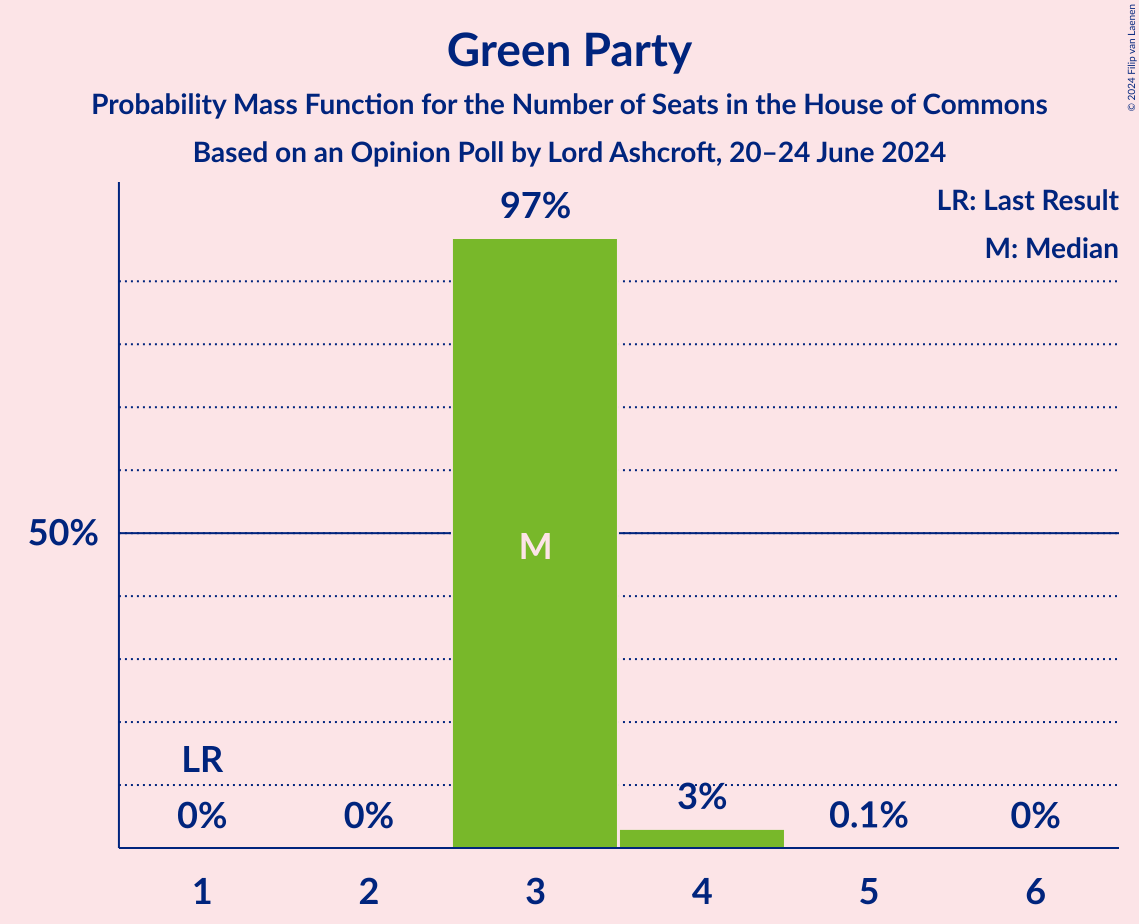 Green Party
Probability Mass Function for the Number of Seats in the House of Commons
Based on an Opinion Poll by Lord Ashcroft, 20–24 June 2024
© 2024 Filip van Laenen
LR: Last Result
M: Median
97%
50%
M
LR
0%
0%
3%
0.1%
0%
1
2
3
4
5
6